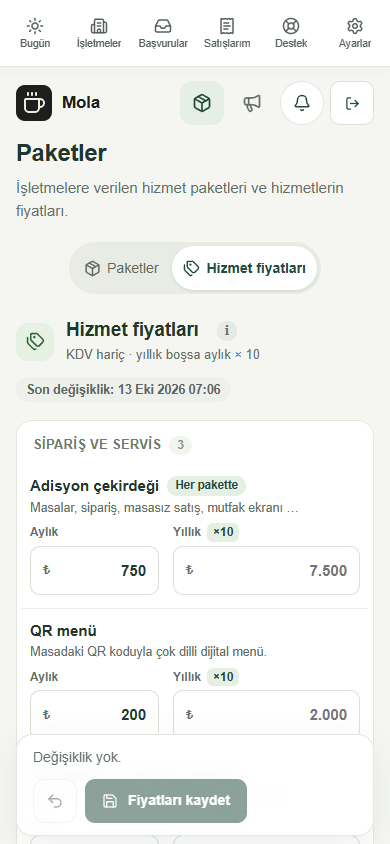 Bugün
İşletmeler
Başvurular
Satışlarım
Destek
Ayarlar
Mola
Paketler
İşletmelere verilen hizmet paketleri ve hizmetlerin
fiyatları.
Paketler
Hizmet fiyatları
Hizmet fiyatları i
KDV hariç · yıllık boşsa aylık × 10
Son değişiklik: 13 Eki 2026 07:06
SİPARİŞ VE SERVİS 3
Adisyon çekirdeği Her pakette
Masalar, sipariş, masasız satış, mutfak ekranı …
Aylık
Yıllık ×10
₺ 750
₺ 7.500
QR menü
Masadaki QR koduyla çok dilli dijital menü.
Aylık
Yıllık ×10
₺ 200
₺ 2.000
Değişiklik yok.
Fiyatları kaydet